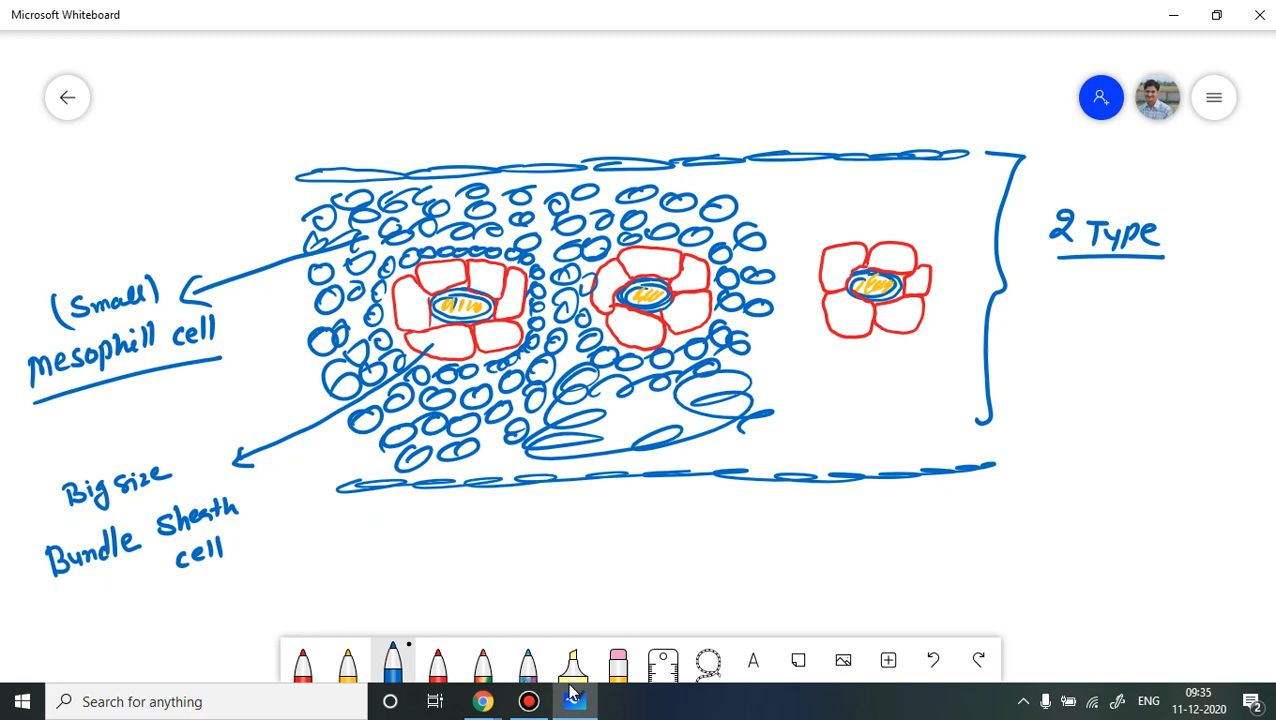 Microsoft Whiteboard
2 Type
(small)
mesophill cell
Big size
Bundle Sheath
cell
A
Search for anything
ENG
09:35
11-12-2020
2